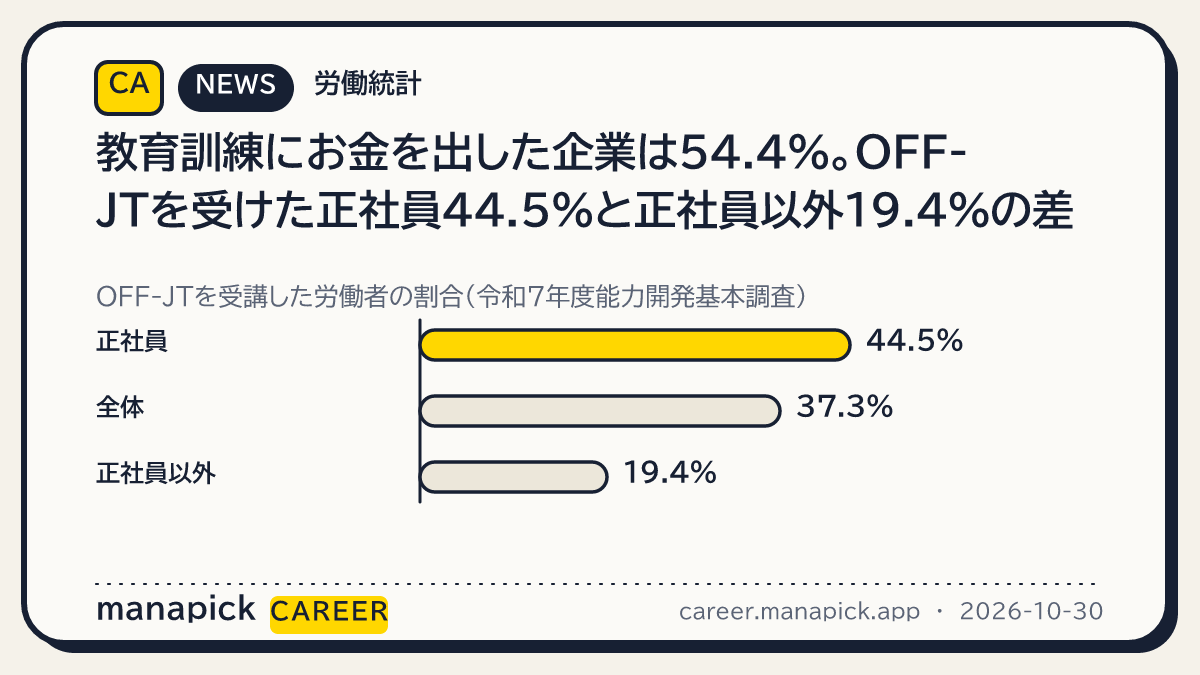 CA NEWS 労働統計
教育訓練にお金を出した企業は54.4%。OFF-
JTを受けた正社員44.5%と正社員以外19.4%の差
OFF-JTを受講した労働者の割合(令和7年度能力開発基本調査)
正社員 44.5%
全体 37.3%
正社員以外 19.4%
manapick CAREER career.manapick.app ・ 2026-10-30